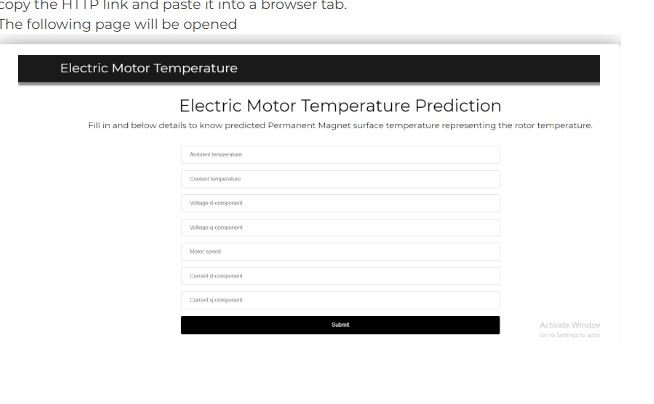 copy the HTTP link and paste it into a browser tab.
The following page will be opened
Electric Motor Temperature
Electric Motor Temperature Prediction
Fill in and below details to know predicted Permanent Magnet surface temperature representing the rotor temperature.
Ambient temperature
Coolant temperature
Voltage d-component
Voltage q-component
Motor speed
Current d-component
Current q-component
Submit
Activate Window
Go to Settings to activ